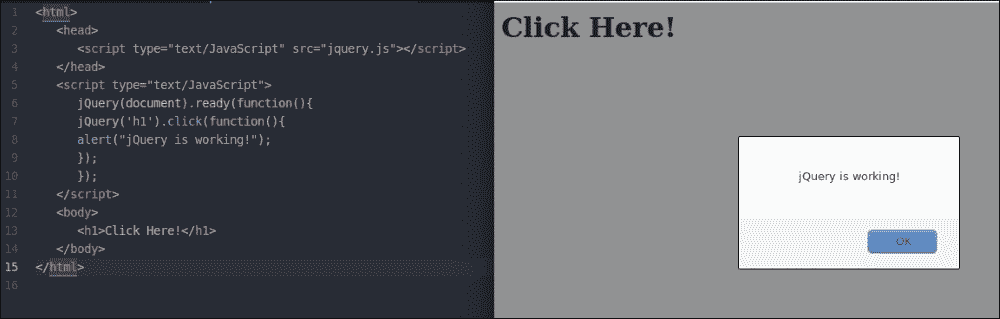 1 <html>
2 <head>
3 <script type="text/JavaScript" src="jquery.js"></script>
4 </head>
5 <script type="text/JavaScript">
6 jQuery(document).ready(function(){
7 jQuery('h1').click(function(){
8 alert("jQuery is working!");
9 });
10 });
11 </script>
12 <body>
13 <h1>Click Here!</h1>
14 </body>
15 </html>
16
Click Here!
jQuery is working!
OK